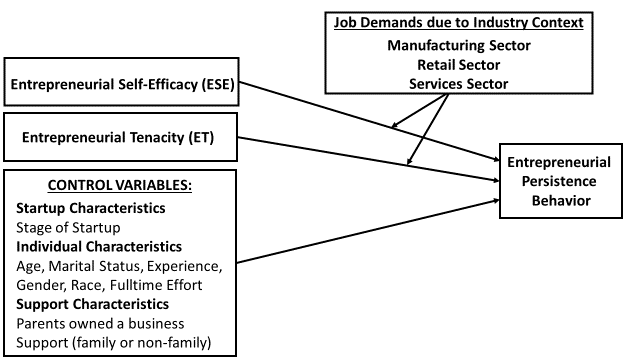 Job Demands due to Industry Context
Manufacturing Sector
Retail Sector
Services Sector
Entrepreneurial Self-Efficacy (ESE)
Entrepreneurial Tenacity (ET)
Entrepreneurial
Persistence
Behavior
CONTROL VARIABLES:
Startup Characteristics
Stage of Startup
Individual Characteristics
Age, Marital Status, Experience,
Gender, Race, Fulltime Effort
Support Characteristics
Parents owned a business
Support (family or non-family)